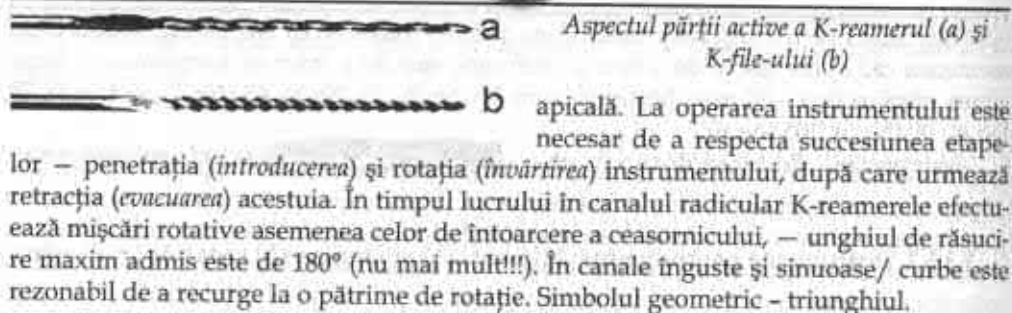 a
Aspectul părții active a K-reamerul (a) și
K-file-ului (b)
b
apicală. La operarea instrumentului este
necesar de a respecta succesiunea etape-
lor — penetrația (introducerea) și rotația (învârtirea) instrumentului, după care urmează
retracția (evacuarea) acestuia. În timpul lucrului în canalul radicular K-reamerele efectu-
ează mișcări rotative asemenea celor de întoarcere a ceasornicului, — unghiul de răsuci-
re maxim admis este de 180° (nu mai mult!!!). În canale înguste și sinuoase/ curbe este
rezonabil de a recurge la o pătrime de rotație. Simbolul geometric – triunghiul.